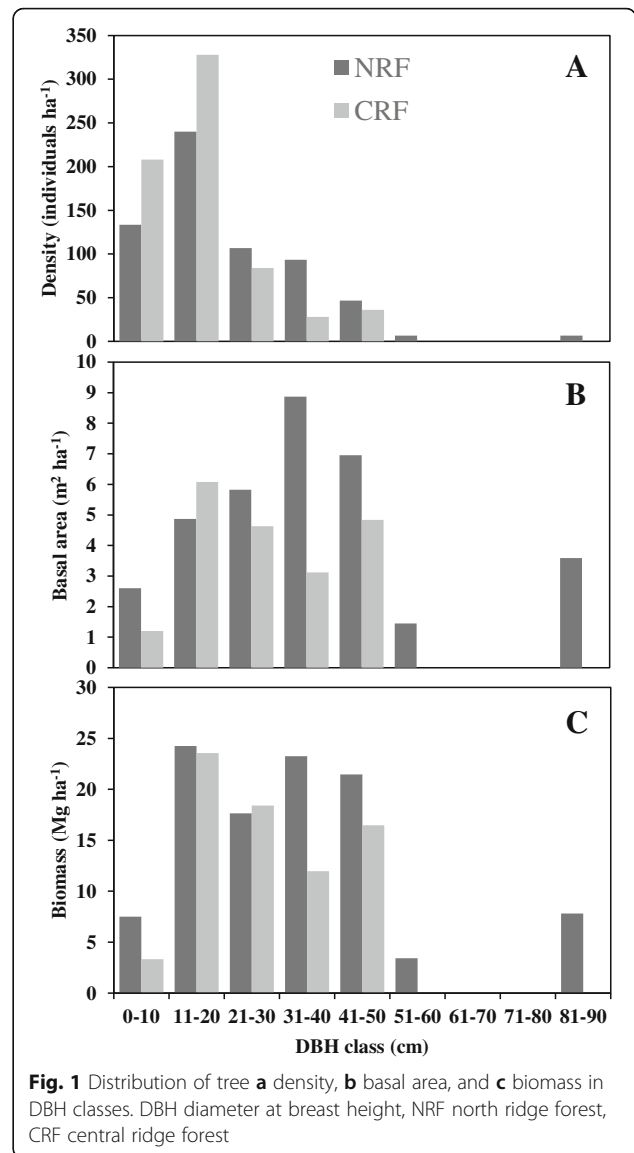 350
300
250
200
150
100
50
0
Density (individuals ha-1)
NRF
CRF
A
10
9
8
7
6
5
4
3
2
1
0
Basal area (m2 ha-1)
B
30
25
20
15
10
5
0
Biomass (Mg ha-1)
C
0-10 11-20 21-30 31-40 41-50 51-60 61-70 71-80 81-90
DBH class (cm)
Fig. 1 Distribution of tree a density, b basal area, and c biomass in
DBH classes. DBH diameter at breast height, NRF north ridge forest,
CRF central ridge forest